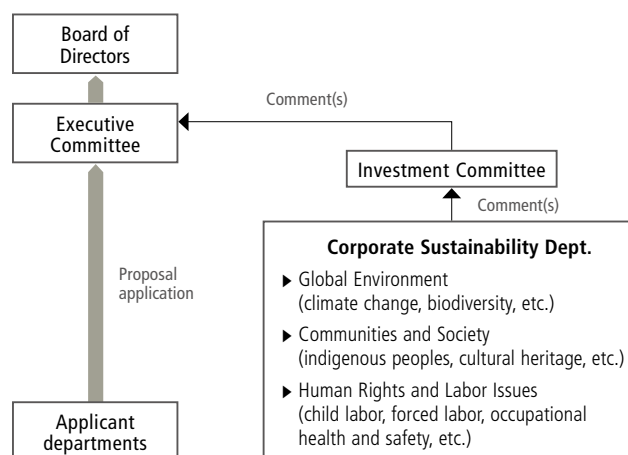 Board of
Directors
Comment(s)
Executive
Committee
Investment Committee
Comment(s)
Corporate Sustainability Dept.
▶ Global Environment
(climate change, biodiversity, etc.)
Proposal
application
▶ Communities and Society
(indigenous peoples, cultural heritage, etc.)
▶ Human Rights and Labor Issues
(child labor, forced labor, occupational
health and safety, etc.)
Applicant
departments